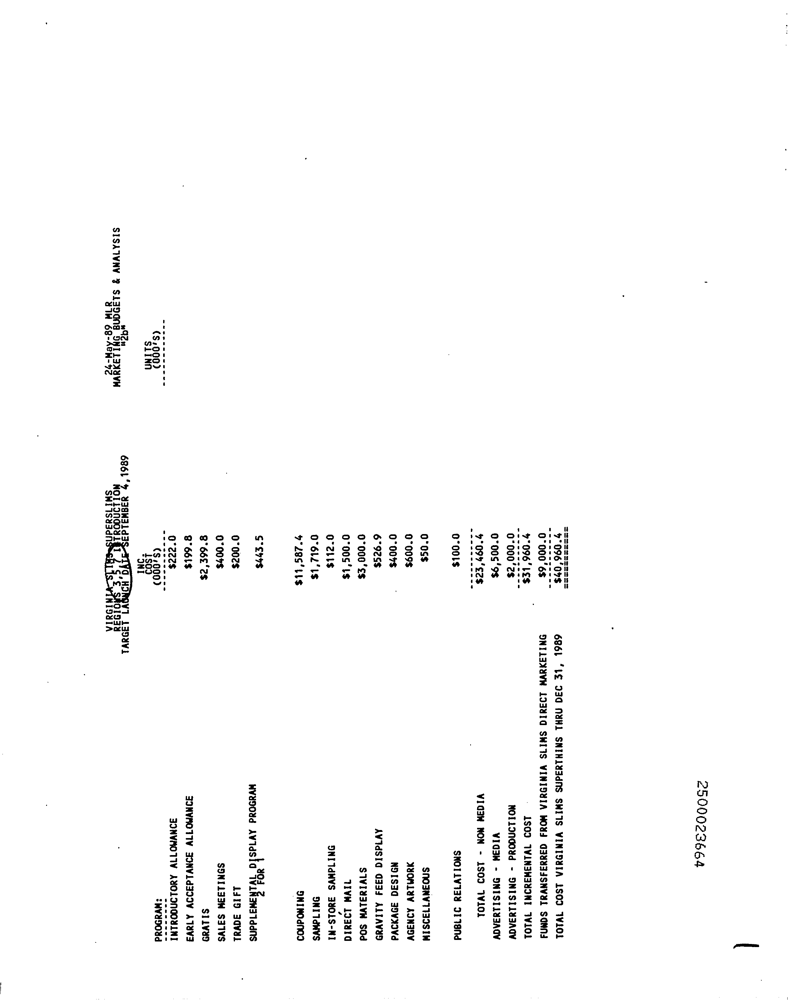 VIRGINIA SLIMS SUPERSLIMS 24-May-89 MLR
REGIONS 3,5,7 INTRODUCTION MARKETING BUDGETS & ANALYSIS
TARGET LAUNCH DATE SEPTEMBER 4,1989 "2b"
INC.
COST UNITS
PROGRAM: (000'S) (000'S)
-------- ----------- -----------
INTRODUCTORY ALLOWANCE $222.0
EARLY ACCEPTANCE ALLOWANCE $199.8
GRATIS $2,399.8
SALES MEETINGS $400.0
TRADE GIFT $200.0
SUPPLEMENTAL DISPLAY PROGRAM $443.5
2 FOR 1
COUPONING $11,587.4
SAMPLING $1,719.0
IN-STORE SAMPLING $112.0
DIRECT MAIL $1,500.0
POS MATERIALS $3,000.0
GRAVITY FEED DISPLAY $526.9
PACKAGE DESIGN $400.0
AGENCY ARTWORK $600.0
MISCELLANEOUS $50.0
PUBLIC RELATIONS $100.0
-----------
TOTAL COST - NON MEDIA $23,460.4
ADVERTISING - MEDIA $6,500.0
ADVERTISING - PRODUCTION $2,000.0
-----------
TOTAL INCREMENTAL COST $31,960.4
FUNDS TRANSFERRED FROM VIRGINIA SLIMS DIRECT MARKETING $9,000.0
-----------
TOTAL COST VIRGINIA SLIMS SUPERTHINS THRU DEC 31, 1989 $40,960.4
===========
2500023664